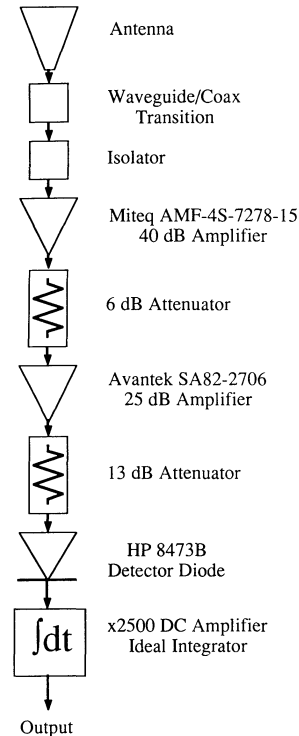 Antenna
Waveguide/Coax
Transition
Isolator
Miteq AMF-4S-7278-15
40 dB Amplifier
6 dB Attenuator
Avantek SA82-2706
25 dB Amplifier
13 dB Attenuator
HP 8473B
Detector Diode
∫dt
x2500 DC Amplifier
Ideal Integrator
Output